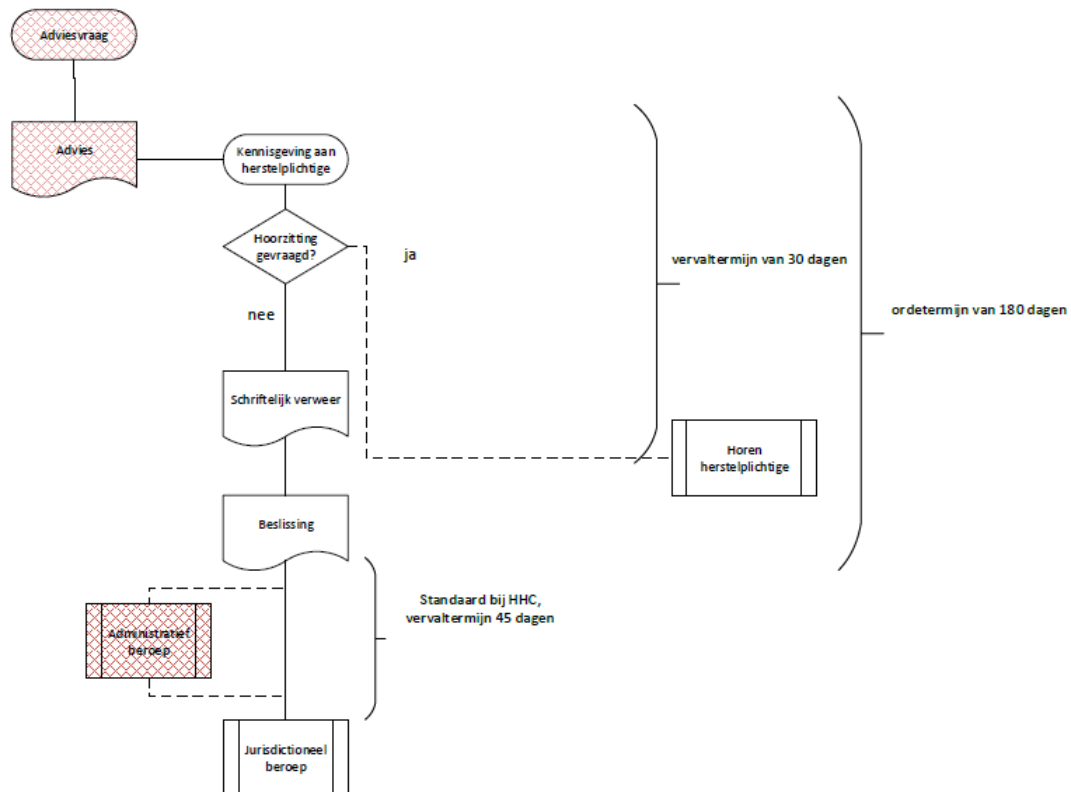 Adviesvraag
Advies
Kennisgeving aan
herstelplichtige
Hoorzitting
gevraagd?
ja
nee
vervaltermijn van 30 dagen
ordetermijn van 180 dagen
Schriftelijk verweer
Horen
herstelplichtige
Beslissing
Standaard bij HHC,
vervaltermijn 45 dagen
Administratief
beroep
Jurisdictioneel
beroep